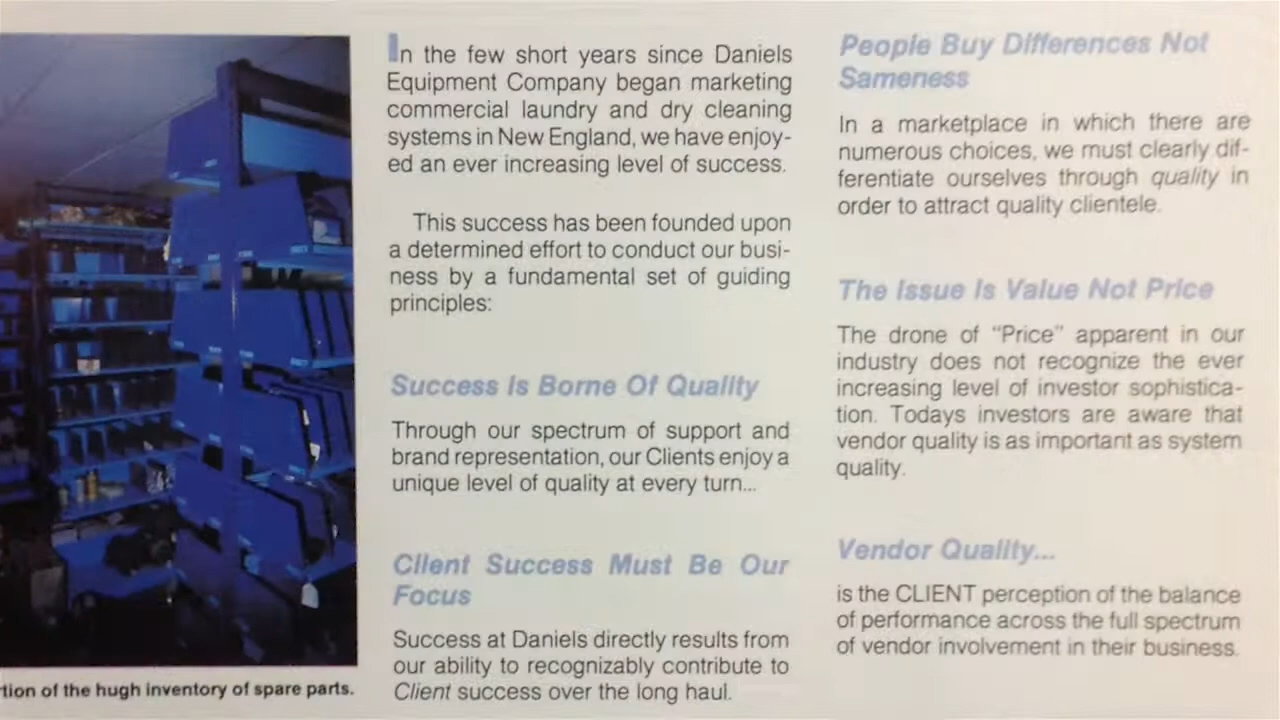 In the few short years since Daniels
Equipment Company began marketing
commercial laundry and dry cleaning
systems in New England, we have enjoy-
ed an ever increasing level of success.
This success has been founded upon
a determined effort to conduct our busi-
ness by a fundamental set of guiding
principles:
Success Is Borne Of Quality
Through our spectrum of support and
brand representation, our Clients enjoy a
unique level of quality at every turn...
Client Success Must Be Our
Focus
Success at Daniels directly results from
our ability to recognizably contribute to
Client success over the long haul.
People Buy Differences Not
Sameness
In a marketplace in which there are
numerous choices, we must clearly dif-
ferentiate ourselves through quality in
order to attract quality clientele.
The Issue Is Value Not Price
The drone of “Price” apparent in our
industry does not recognize the ever
increasing level of investor sophistica-
tion. Todays investors are aware that
vendor quality is as important as system
quality.
Vendor Quality...
is the CLIENT perception of the balance
of performance across the full spectrum
of vendor involvement in their business.
tion of the hugh inventory of spare parts.